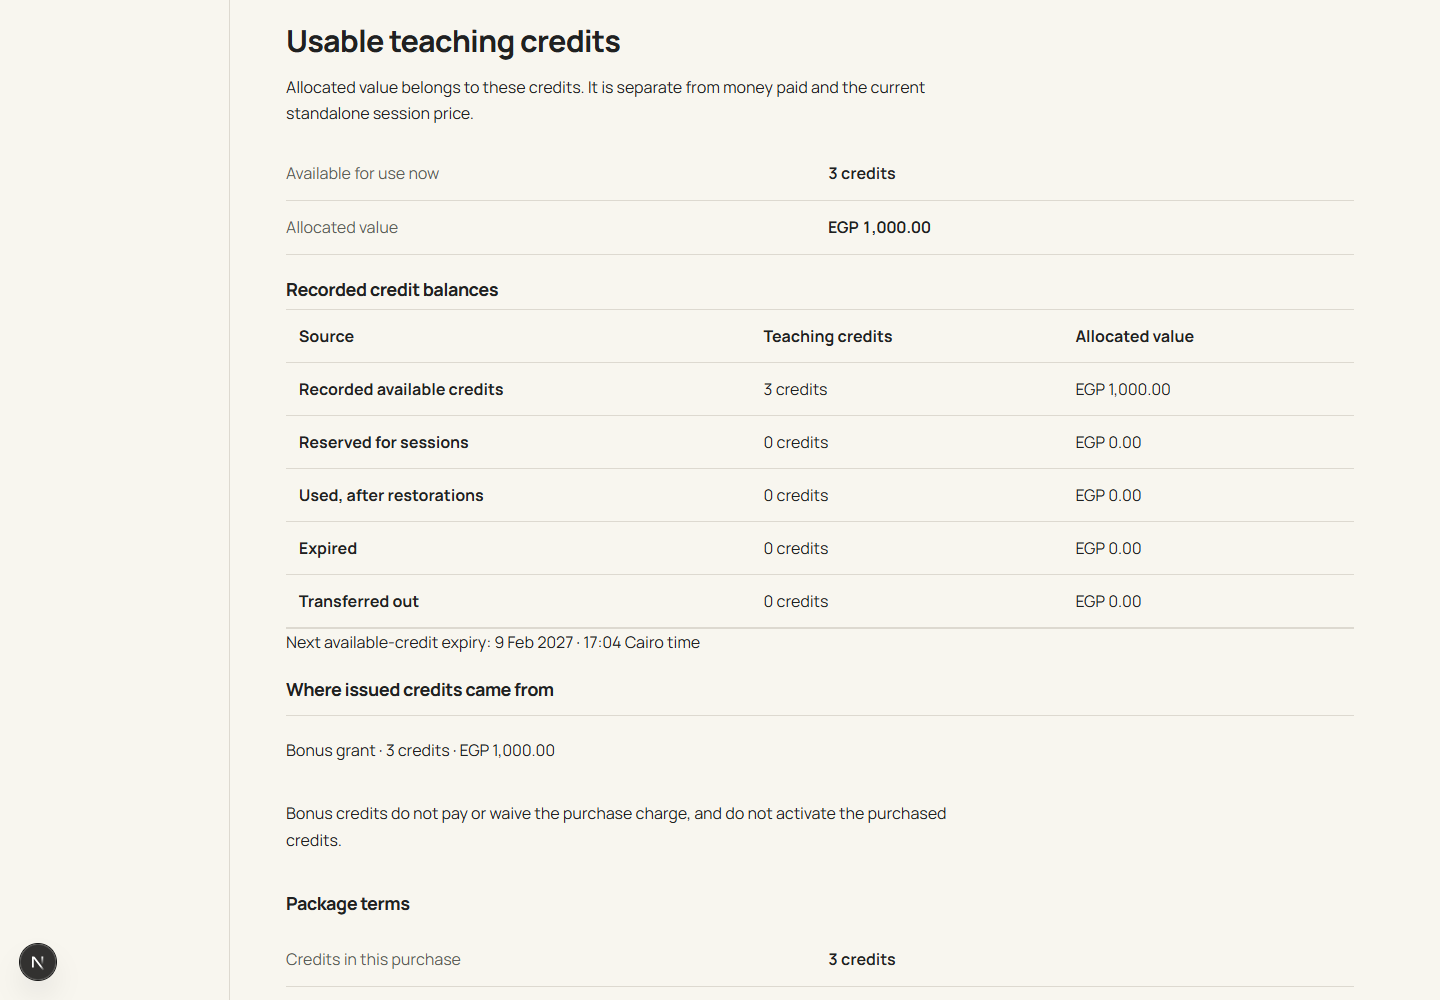 Usable teaching credits
Allocated value belongs to these credits. It is separate from money paid and the current
standalone session price.
Available for use now 3 credits
Allocated value EGP 1,000.00
Recorded credit balances
Source Teaching credits Allocated value
Recorded available credits 3 credits EGP 1,000.00
Reserved for sessions 0 credits EGP 0.00
Used, after restorations 0 credits EGP 0.00
Expired 0 credits EGP 0.00
Transferred out 0 credits EGP 0.00
Next available-credit expiry: 9 Feb 2027 · 17:04 Cairo time
Where issued credits came from
Bonus grant · 3 credits · EGP 1,000.00
Bonus credits do not pay or waive the purchase charge, and do not activate the purchased
credits.
Package terms
Credits in this purchase 3 credits
N